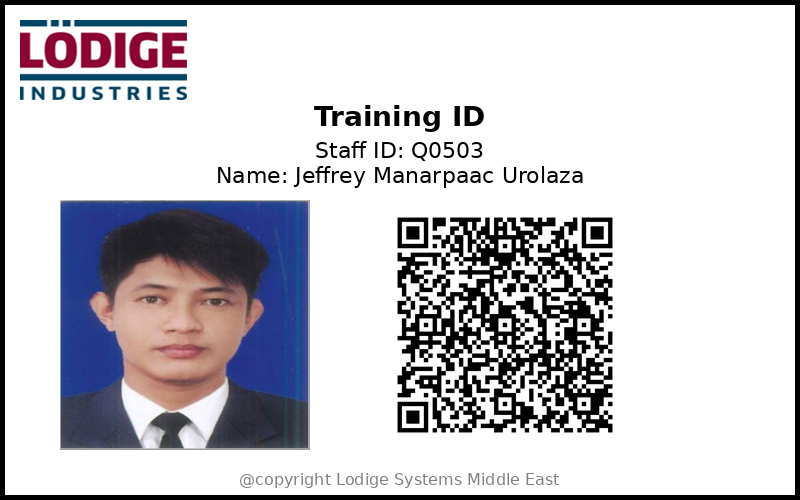 LÖDIGE
INDUSTRIES
Training ID
Staff ID: Q0503
Name: Jeffrey Manarpaac Urolaza
@copyright Lodige Systems Middle East